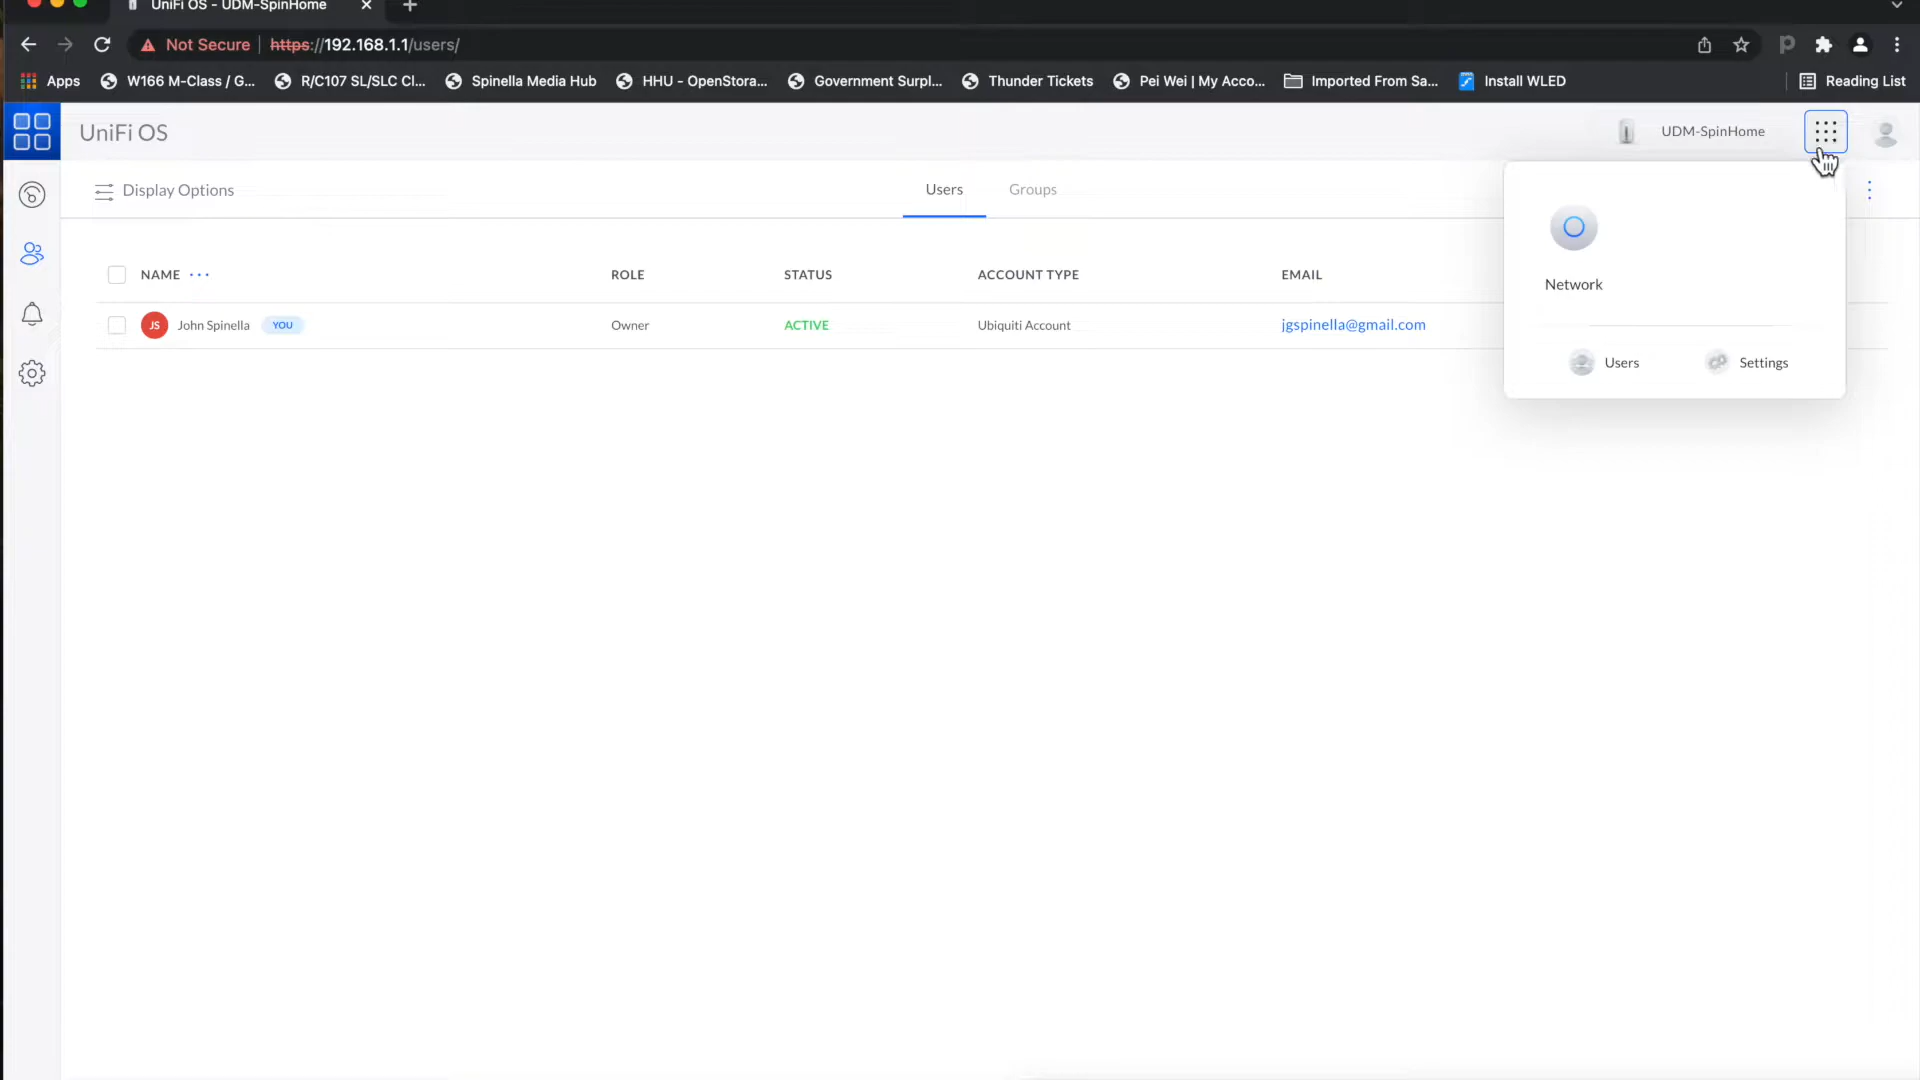 UniFi OS - UDM-SpinHome
Not Secure | https://192.168.1.1/users/
Apps W166 M-Class / G... R/C107 SL/SLC Cl... Spinella Media Hub HHU - OpenStora... Government Surpl... Thunder Tickets Pei Wei | My Acco... Imported From Sa... Install WLED Reading List
UniFi OS UDM-SpinHome
Display Options Users Groups
NAME ROLE STATUS ACCOUNT TYPE EMAIL
JS John Spinella YOU Owner ACTIVE Ubiquiti Account jgspinella@gmail.com
Network
Users Settings